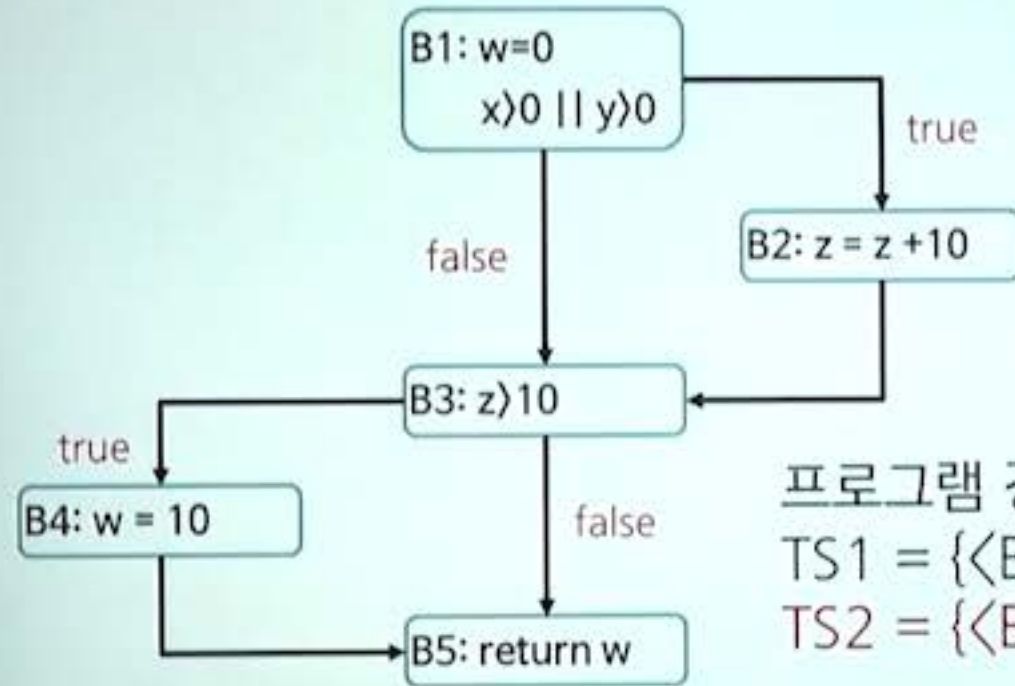 B1: w=0
x>0 || y>0
true
false
B2: z = z +10
B3: z>10
true
B4: w = 10
false
프로그램
TS1 = {<B
TS2 = {<B
B5: return w